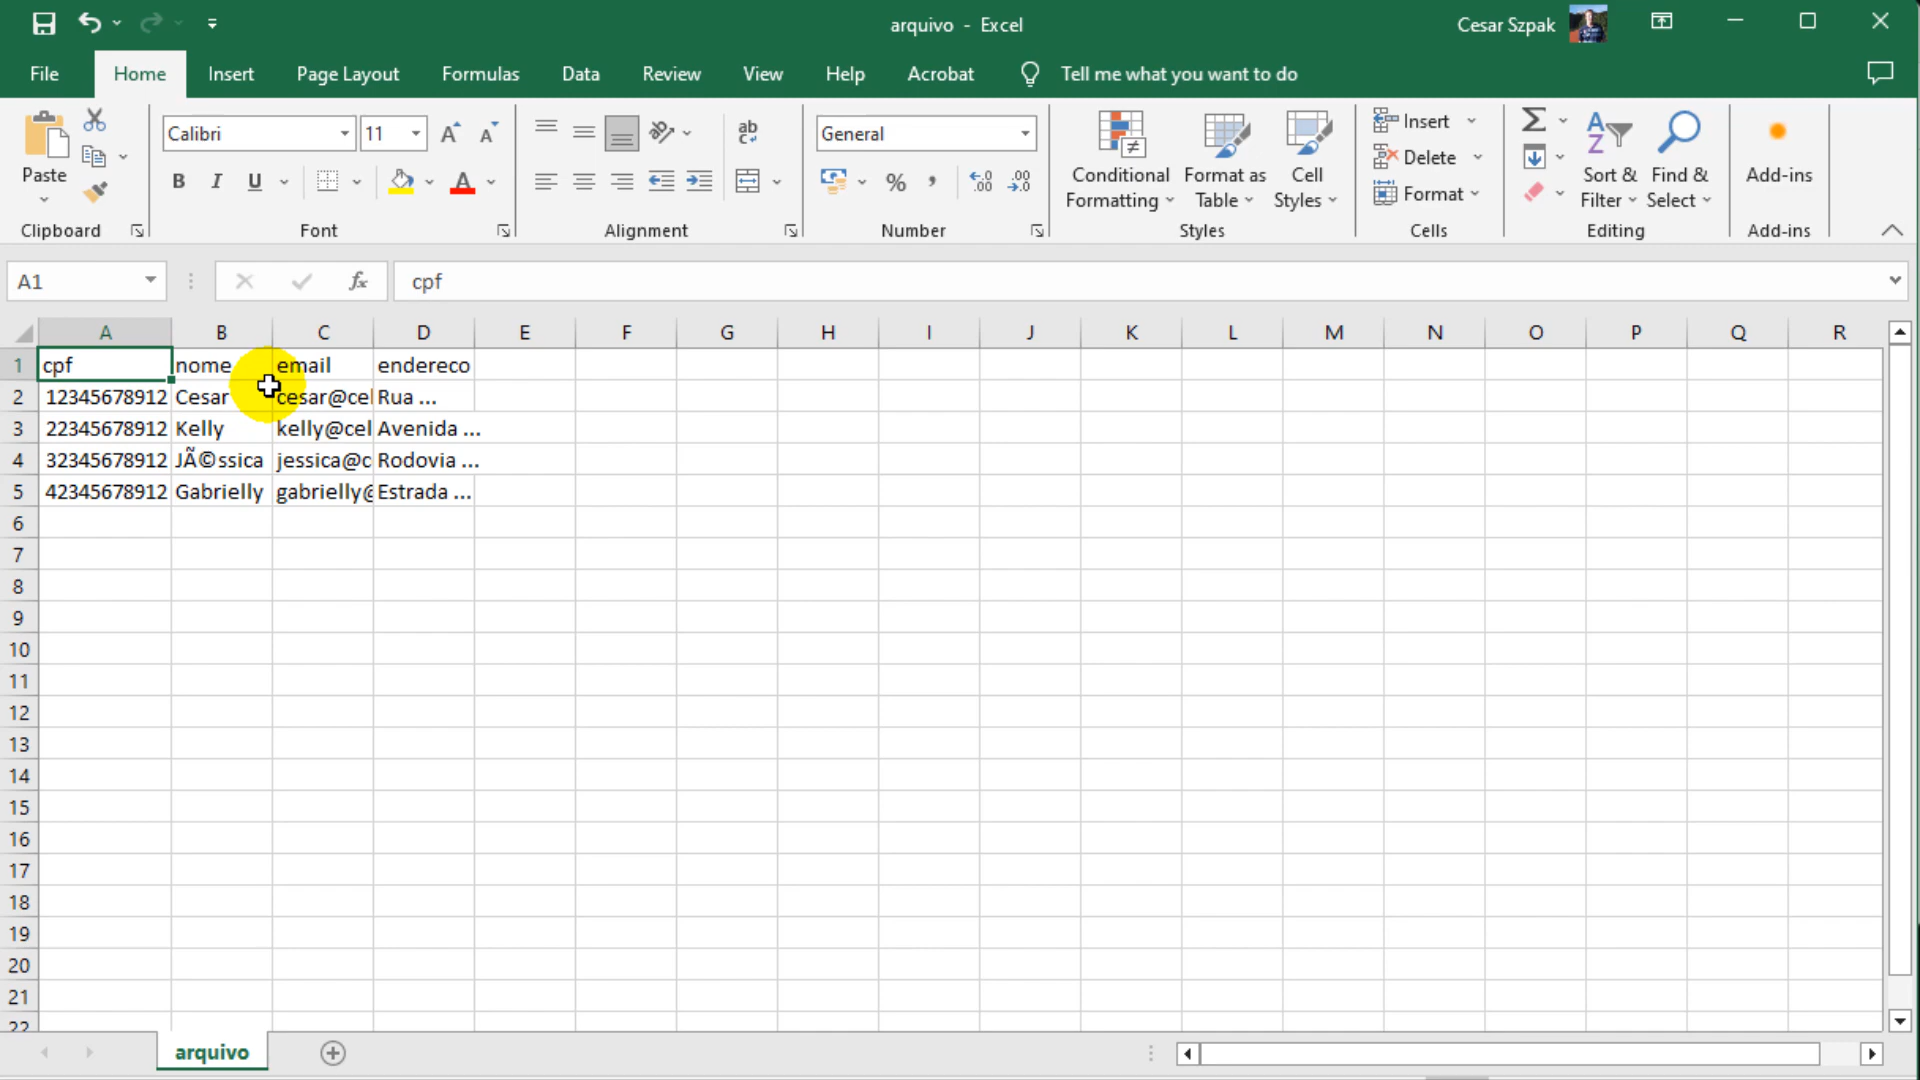 arquivo - Excel
Cesar Szpak
File Home Insert Page Layout Formulas Data Review View Help Acrobat Tell me what you want to do
Paste
Clipboard
Calibri 11
B I U A
Font
ab
Alignment
General
% ,
Number
Conditional Formatting
Format as Table
Cell Styles
Styles
Insert
Delete
Format
Cells
Sort & Filter
Find & Select
Editing
Add-ins
Add-ins
A1 fx cpf
A B C D E F G H I J K L M N O P Q R
1 cpf nome email endereco
2 12345678912 Cesar cesar@cel Rua ...
3 22345678912 Kelly kelly@cel Avenida ...
4 32345678912 JÃ©ssica jessica@c Rodovia ...
5 42345678912 Gabrielly gabrielly@ Estrada ...
6
7
8
9
10
11
12
13
14
15
16
17
18
19
20
21
22
arquivo